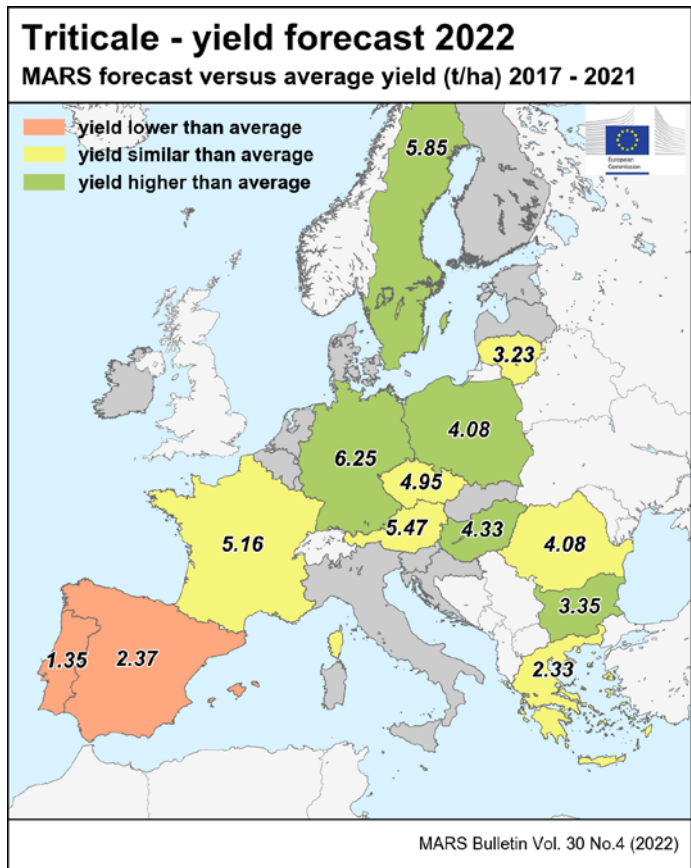 Triticale - yield forecast 2022
MARS forecast versus average yield (t/ha) 2017 - 2021
yield lower than average
yield similar than average
yield higher than average
European
Commission
5.85
3.23
4.08
6.25
4.95
5.47
4.33
5.16
4.08
3.35
1.35
2.37
2.33
MARS Bulletin Vol. 30 No.4 (2022)